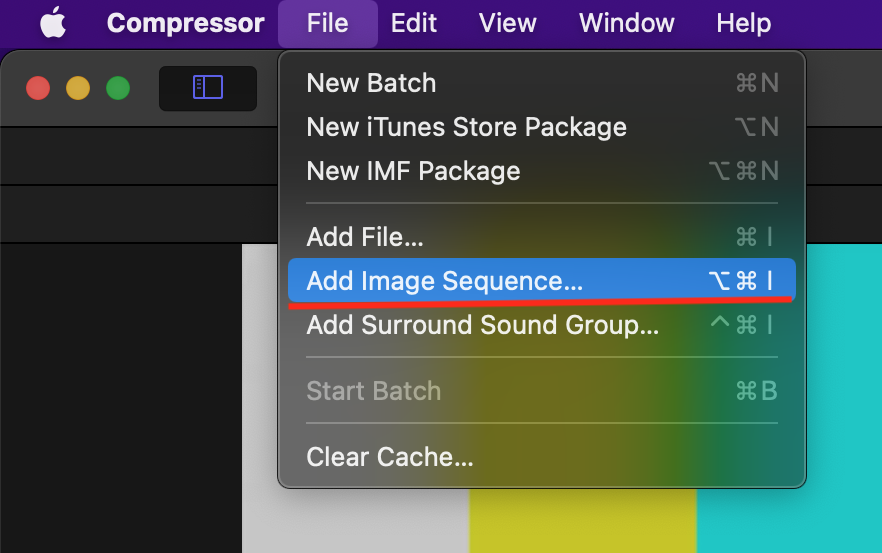 Compressor File Edit View Window Help
New Batch ⌘N
New iTunes Store Package ⌥N
New IMF Package ⌥⌘N
Add File... ⌘I
Add Image Sequence... ⌥⌘I
Add Surround Sound Group... ^⌘I
Start Batch ⌘B
Clear Cache...